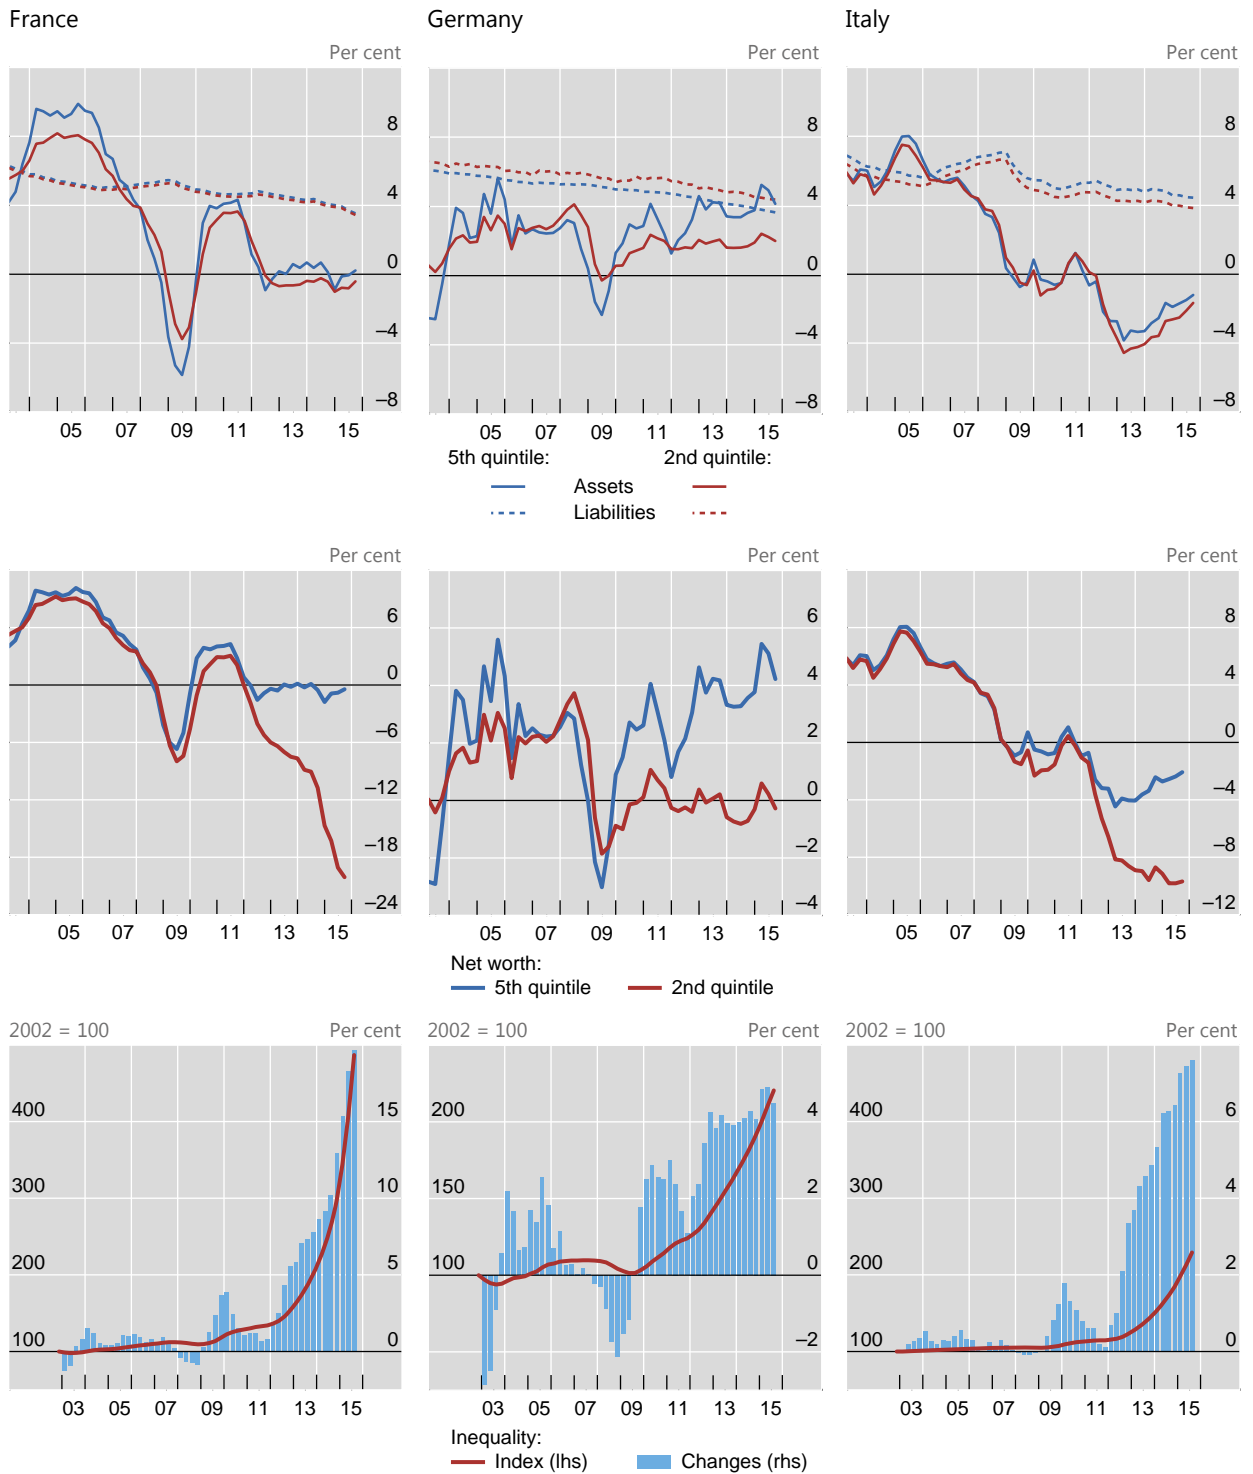 France Germany Italy
Per cent Per cent Per cent
8 8 8
4 4 4
0 0 0
–4 –4 –4
–8 –8 –8
05 07 09 11 13 15 05 07 09 11 13 15 05 07 09 11 13 15
5th quintile: 2nd quintile:
Assets
Liabilities
Per cent Per cent Per cent
6 6 8
0 4 4
–6 2 0
–12 0 –4
–18 –2 –8
–24 –4 –12
05 07 09 11 13 15 05 07 09 11 13 15 05 07 09 11 13 15
Net worth:
5th quintile 2nd quintile
2002 = 100 Per cent 2002 = 100 Per cent 2002 = 100 Per cent
400 15 200 4 400 6
300 10 150 2 300 4
200 5 100 0 200 2
100 0 –2 100 0
03 05 07 09 11 13 15 03 05 07 09 11 13 15 03 05 07 09 11 13 15
Inequality:
Index (lhs) Changes (rhs)